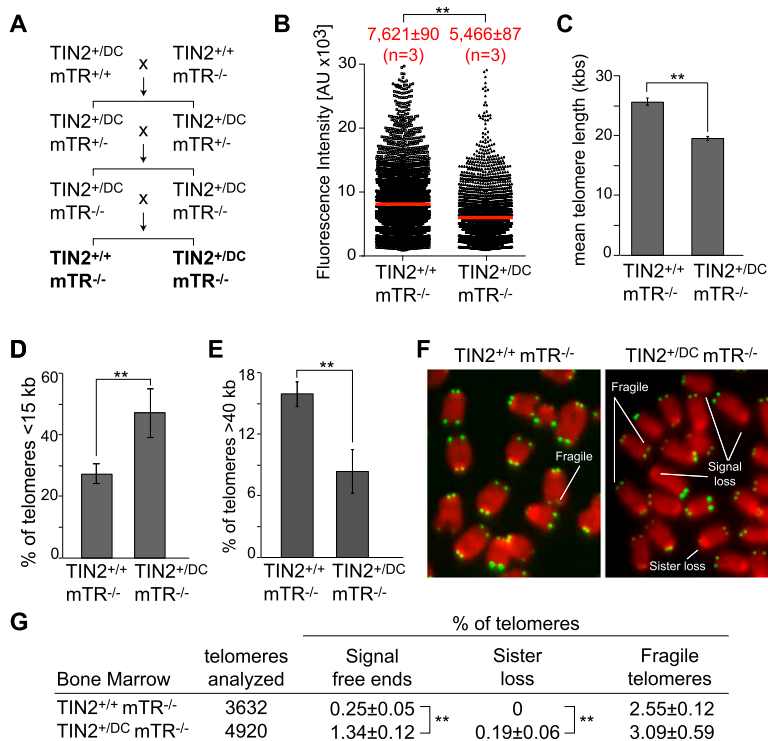 A
TIN2+/DC x TIN2+/+
mTR+/+ mTR-/-
TIN2+/DC x TIN2+/DC
mTR+/- mTR+/-
TIN2+/DC x TIN2+/DC
mTR-/- mTR-/-
TIN2+/+ TIN2+/DC
mTR-/- mTR-/-
B
**
7,621±90 5,466±87
(n=3) (n=3)
Fluorescence Intensity [AU x10³]
30
20
10
0
TIN2+/+ TIN2+/DC
mTR-/- mTR-/-
C
mean telomere length (kbs)
**
30
20
10
0
TIN2+/+ TIN2+/DC
mTR-/- mTR-/-
D
% of telomeres <15 kb
**
60
40
20
0
TIN2+/+ TIN2+/DC
mTR-/- mTR-/-
E
% of telomeres >40 kb
**
18
12
6
0
TIN2+/+ TIN2+/DC
mTR-/- mTR-/-
F
TIN2+/+ mTR-/- TIN2+/DC mTR-/-
Fragile
Fragile
Signal
loss
Sister loss
G
% of telomeres
telomeres Signal Sister Fragile
Bone Marrow analyzed free ends loss telomeres
TIN2+/+ mTR-/- 3632 0.25±0.05 0 2.55±0.12
** **
TIN2+/DC mTR-/- 4920 1.34±0.12 0.19±0.06 3.09±0.59